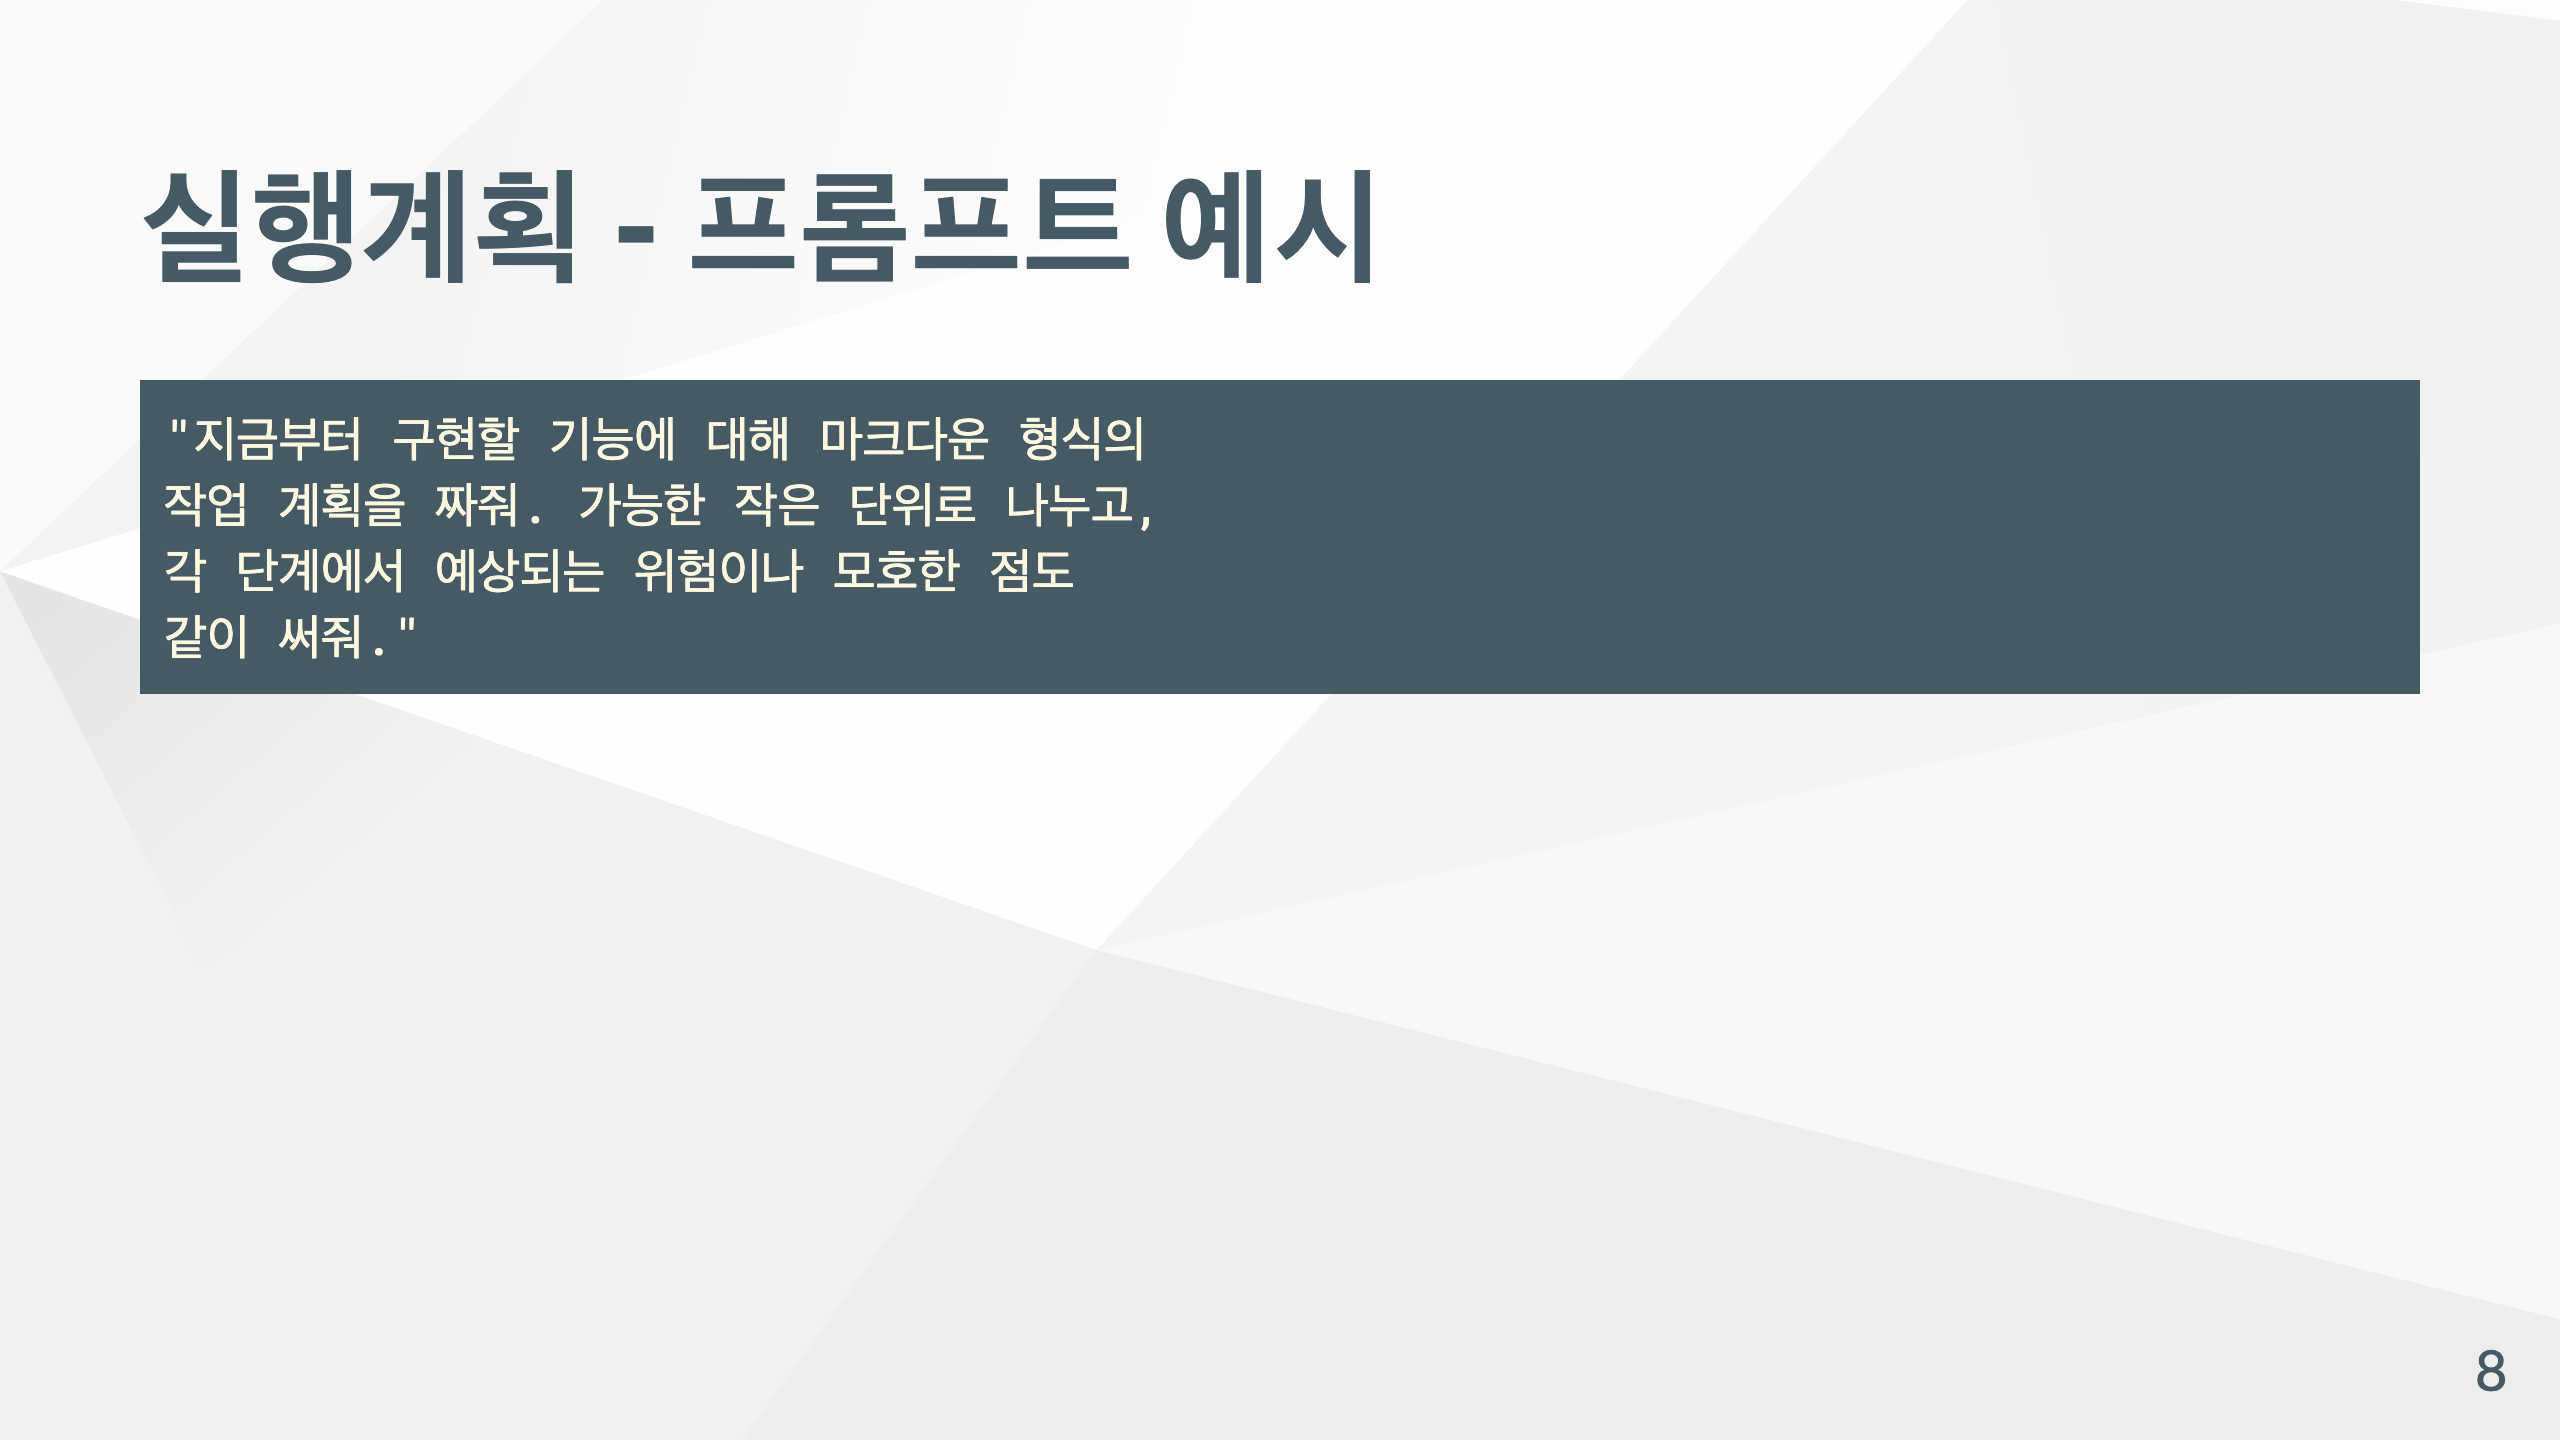 실행계획 - 프롬프트 예시
"지금부터 구현할 기능에 대해 마크다운 형식의
작업 계획을 짜줘. 가능한 작은 단위로 나누고,
각 단계에서 예상되는 위험이나 모호한 점도
같이 써줘."
8